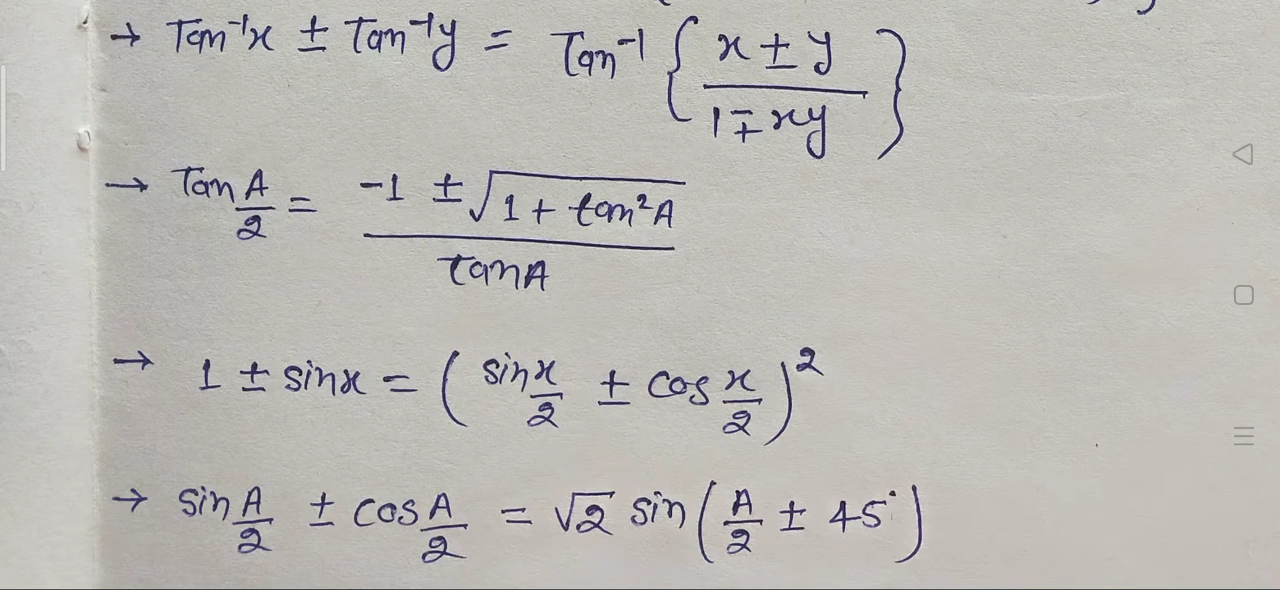 → Tan⁻¹x ± Tan⁻¹y = Tan⁻¹ { (x ± y) / (1 ∓ xy) }
→ Tan A/2 = (-1 ± √(1 + tan²A)) / tanA
→ 1 ± sinx = ( sin x/2 ± cos x/2 )²
→ sin A/2 ± cos A/2 = √2 sin( A/2 ± 45° )